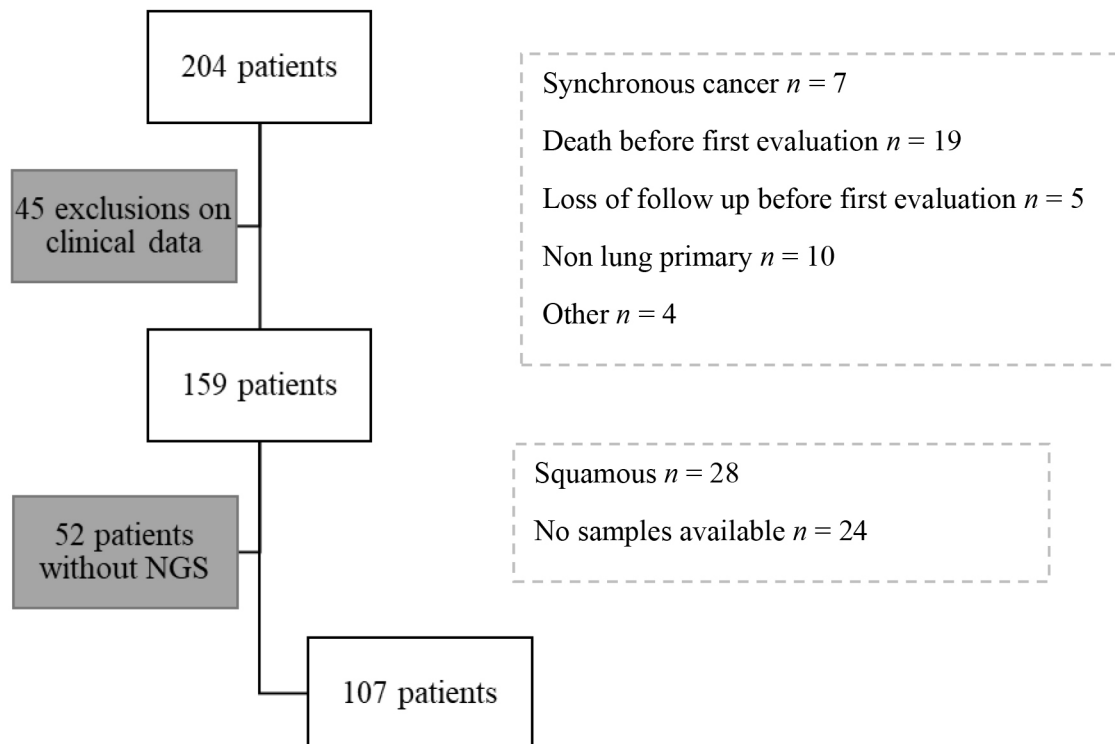 204 patients
Synchronous cancer n = 7
Death before first evaluation n = 19
Loss of follow up before first evaluation n = 5
Non lung primary n = 10
Other n = 4
45 exclusions on
clinical data
159 patients
Squamous n = 28
No samples available n = 24
52 patients
without NGS
107 patients